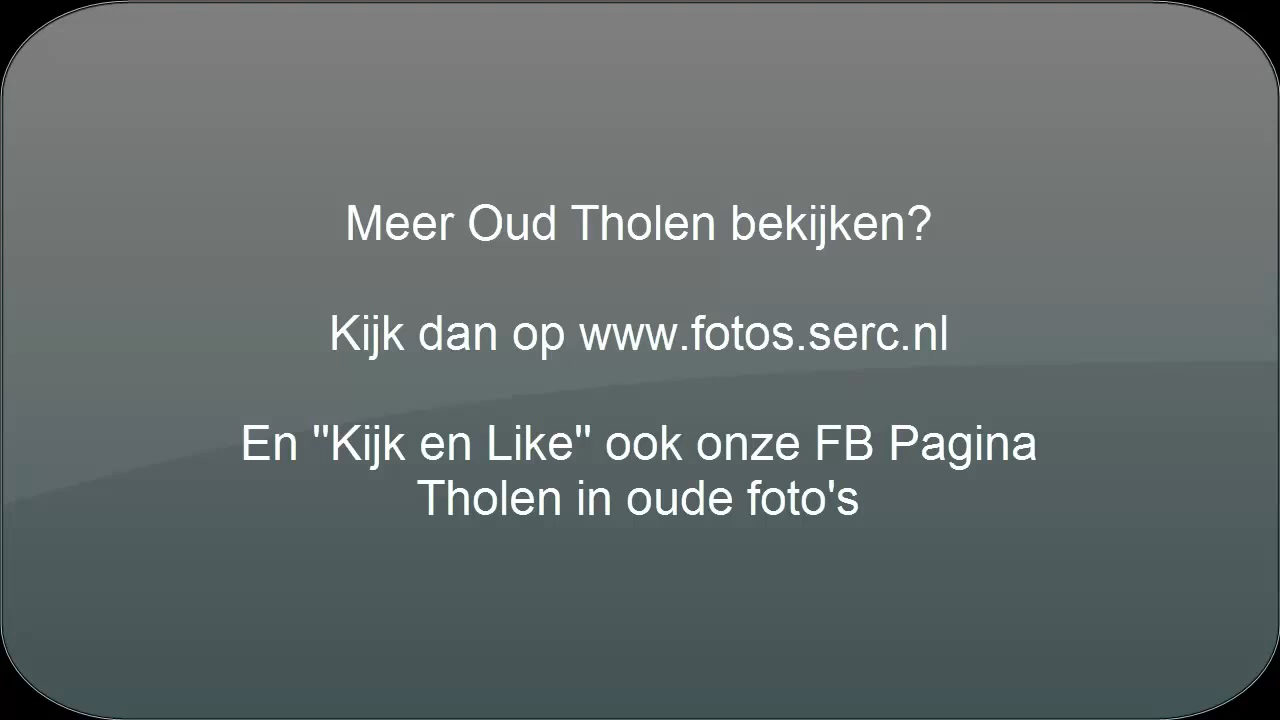 Meer Oud Tholen bekijken?
Kijk dan op www.fotos.serc.nl
En "Kijk en Like" ook onze FB Pagina
Tholen in oude foto's